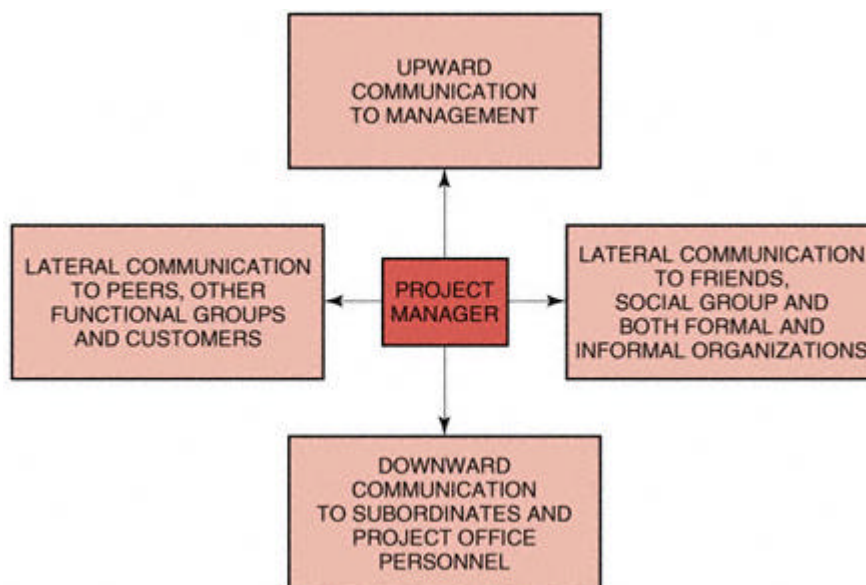 UPWARD
COMMUNICATION
TO MANAGEMENT
LATERAL COMMUNICATION
TO PEERS, OTHER
FUNCTIONAL GROUPS
AND CUSTOMERS
PROJECT
MANAGER
LATERAL COMMUNICATION
TO FRIENDS,
SOCIAL GROUP AND
BOTH FORMAL AND
INFORMAL ORGANIZATIONS
DOWNWARD
COMMUNICATION
TO SUBORDINATES AND
PROJECT OFFICE
PERSONNEL